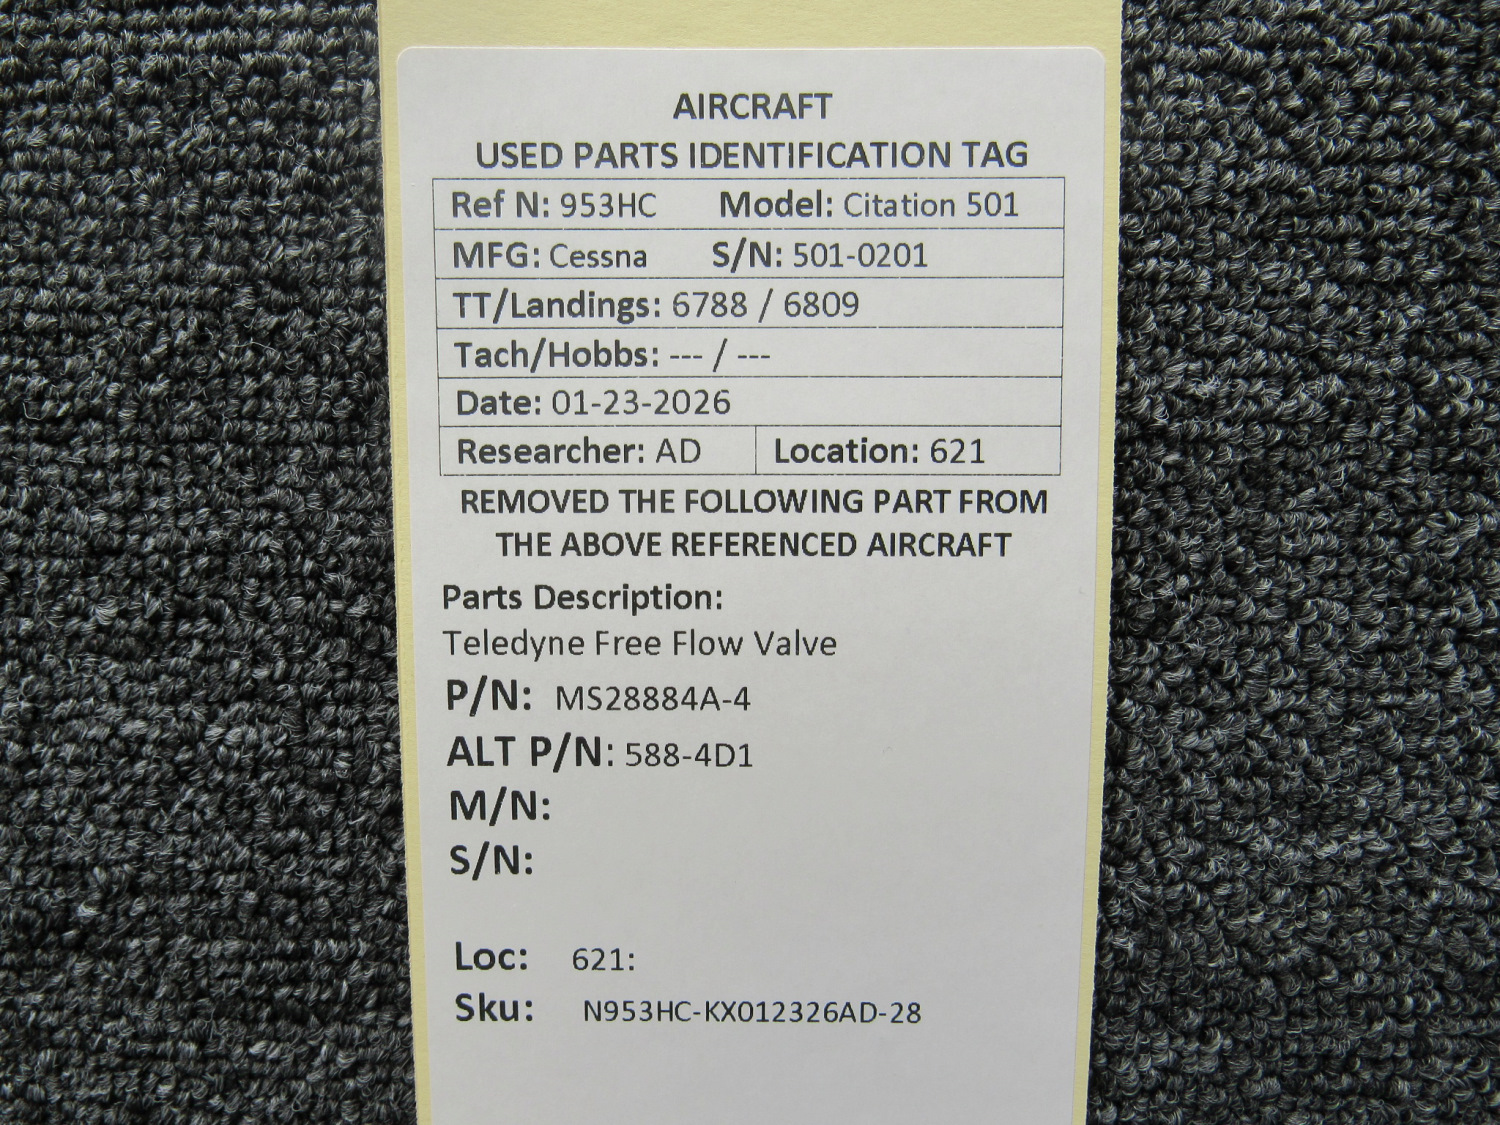 AIRCRAFT
USED PARTS IDENTIFICATION TAG
Ref N: 953HC Model: Citation 501
MFG: Cessna S/N: 501-0201
TT/Landings: 6788 / 6809
Tach/Hobbs: --- / ---
Date: 01-23-2026
Researcher: AD Location: 621
REMOVED THE FOLLOWING PART FROM
THE ABOVE REFERENCED AIRCRAFT
Parts Description:
Teledyne Free Flow Valve
P/N: MS28884A-4
ALT P/N: 588-4D1
M/N:
S/N:
Loc: 621:
Sku: N953HC-KX012326AD-28